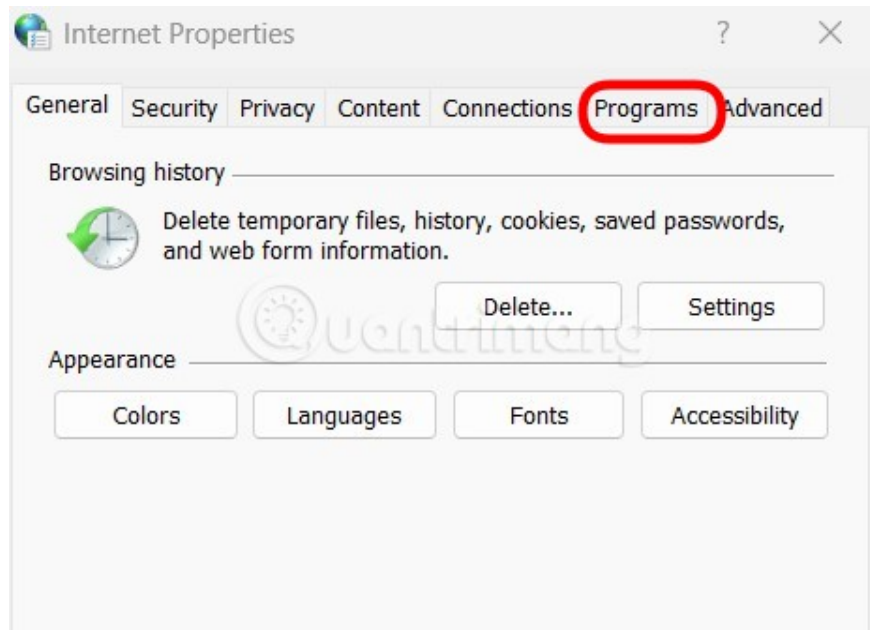 Internet Properties ?
General Security Privacy Content Connections Programs Advanced
Browsing history
Delete temporary files, history, cookies, saved passwords,
and web form information.
Delete... Settings
Quantrimang
Appearance
Colors Languages Fonts Accessibility